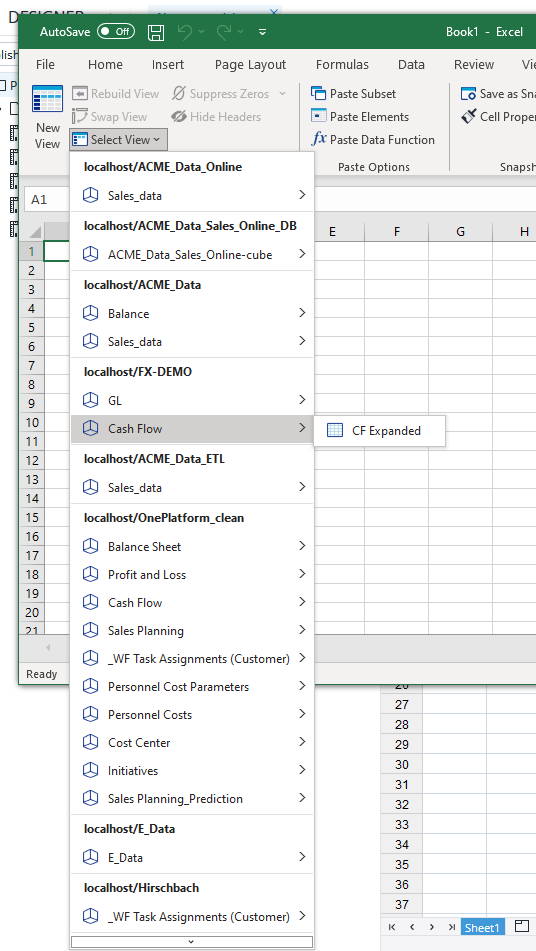 AutoSave Off Book1 - Excel
File Home Insert Page Layout Formulas Data Review
New View
Rebuild View Suppress Zeros
Swap View Hide Headers
Select View
Paste Subset
Paste Elements
Paste Data Function
Paste Options
Save as Sna
Cell Proper
Snapsh
A1
localhost/ACME_Data_Online
Sales_data
localhost/ACME_Data_Sales_Online_DB
ACME_Data_Sales_Online-cube
localhost/ACME_Data
Balance
Sales_data
localhost/FX-DEMO
GL
Cash Flow
CF Expanded
localhost/ACME_Data_ETL
Sales_data
localhost/OnePlatform_clean
Balance Sheet
Profit and Loss
Cash Flow
Sales Planning
_WF Task Assignments (Customer)
Personnel Cost Parameters
Personnel Costs
Cost Center
Initiatives
Sales Planning_Prediction
localhost/E_Data
E_Data
localhost/Hirschbach
_WF Task Assignments (Customer)
E F G H
1
2
3
4
5
6
7
8
9
10
11
12
13
14
15
16
17
18
19
20
21
Ready
26
27
28
29
30
31
32
33
34
35
36
37
Sheet1